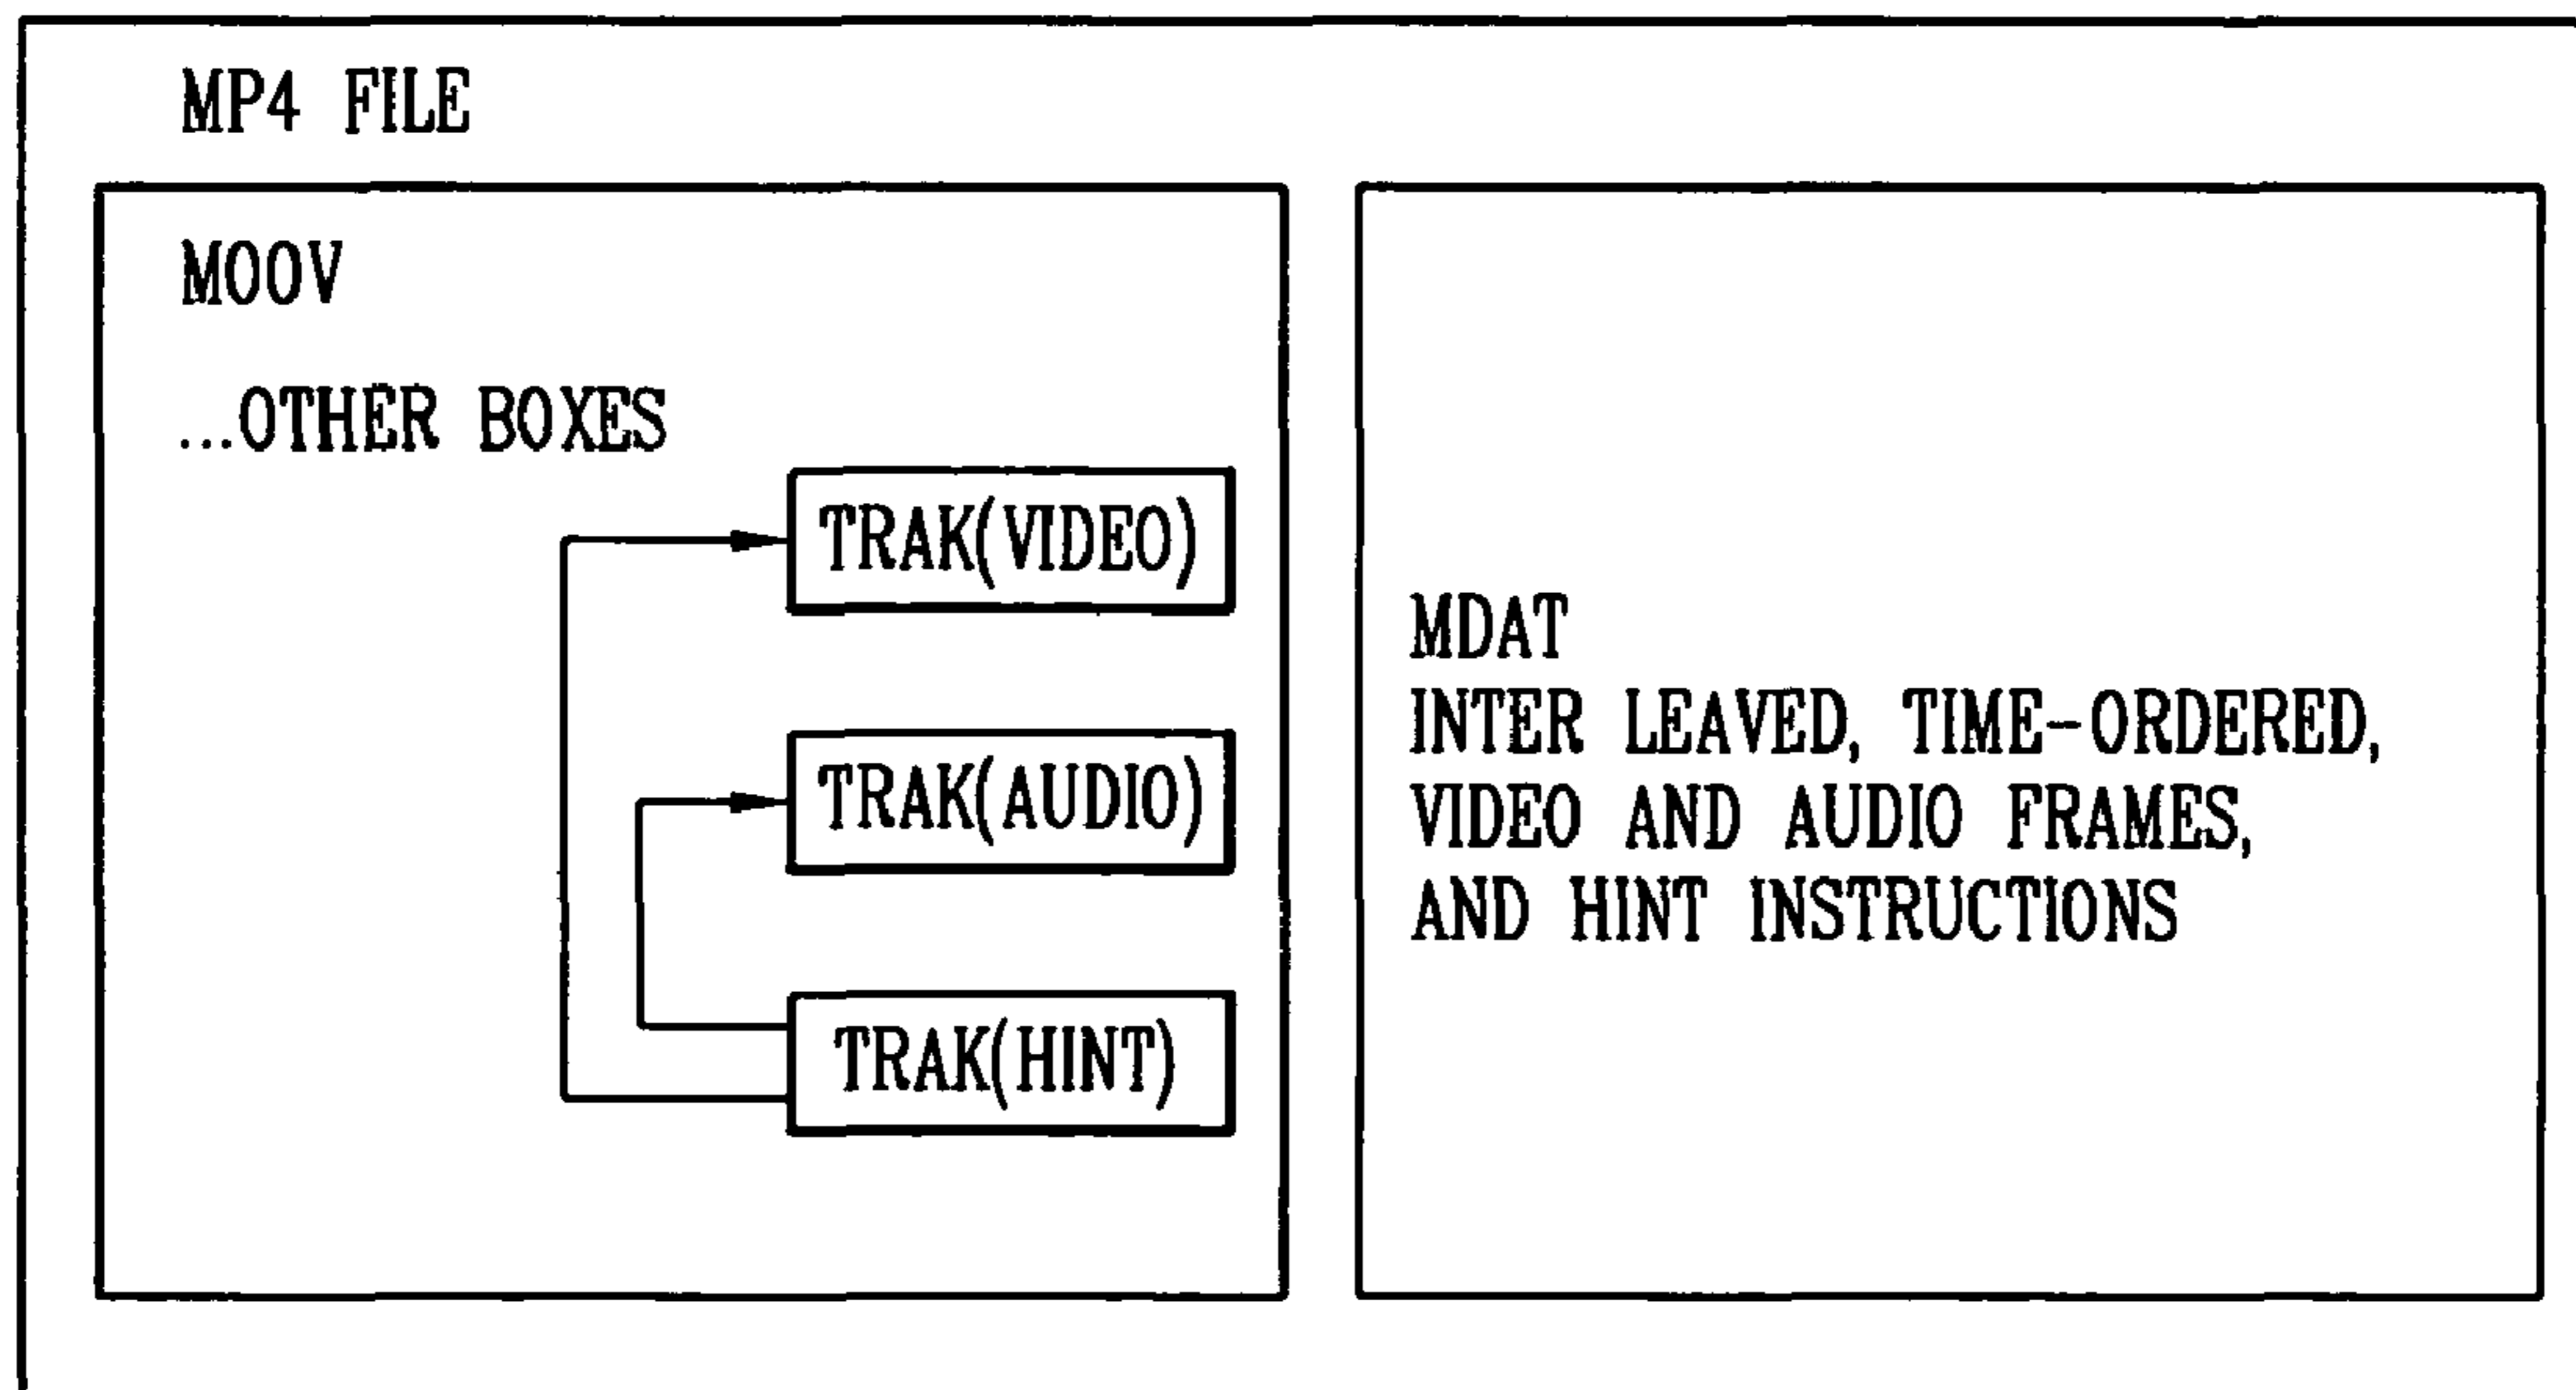 MP4 FILE
MOOV
...OTHER BOXES
TRAK(VIDEO)
TRAK(AUDIO)
TRAK(HINT)
MDAT
INTER LEAVED, TIME-ORDERED,
VIDEO AND AUDIO FRAMES,
AND HINT INSTRUCTIONS